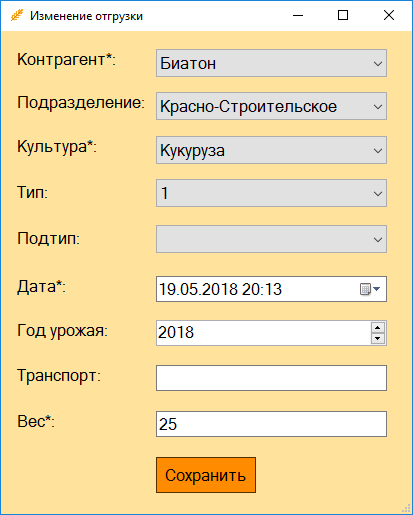 Изменение отгрузки
Контрагент*: Биатон
Подразделение: Красно-Строительское
Культура*: Кукуруза
Тип: 1
Подтип:
Дата*: 19.05.2018 20:13
Год урожая: 2018
Транспорт:
Вес*: 25
Сохранить